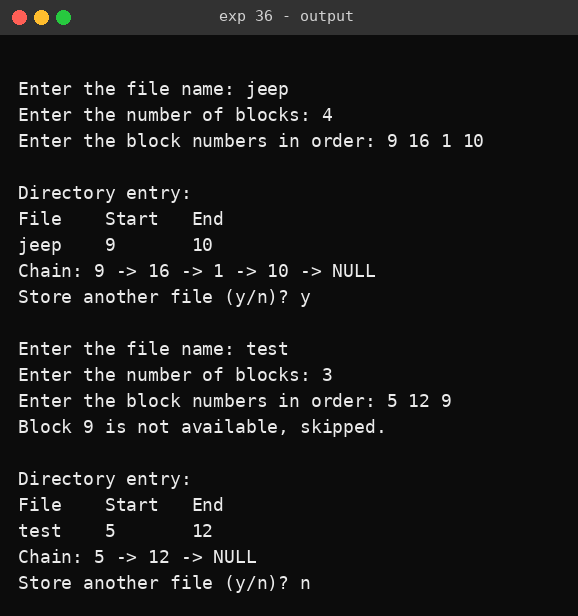 exp 36 - output
Enter the file name: jeep
Enter the number of blocks: 4
Enter the block numbers in order: 9 16 1 10
Directory entry:
File    Start   End
jeep    9       10
Chain: 9 -> 16 -> 1 -> 10 -> NULL
Store another file (y/n)? y
Enter the file name: test
Enter the number of blocks: 3
Enter the block numbers in order: 5 12 9
Block 9 is not available, skipped.
Directory entry:
File    Start   End
test    5       12
Chain: 5 -> 12 -> NULL
Store another file (y/n)? n